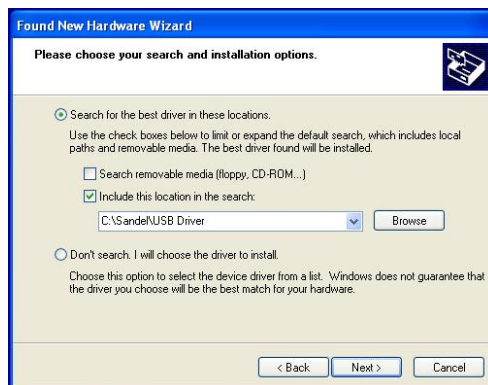 Found New Hardware Wizard
Please choose your search and installation options.
Search for the best driver in these locations.
Use the check boxes below to limit or expand the default search, which includes local
paths and removable media. The best driver found will be installed.
Search removable media (floppy, CD-ROM...)
Include this location in the search:
C:\Sandel\USB Driver
Browse
Don't search. I will choose the driver to install.
Choose this option to select the device driver from a list. Windows does not guarantee that
the driver you choose will be the best match for your hardware.
< Back
Next >
Cancel